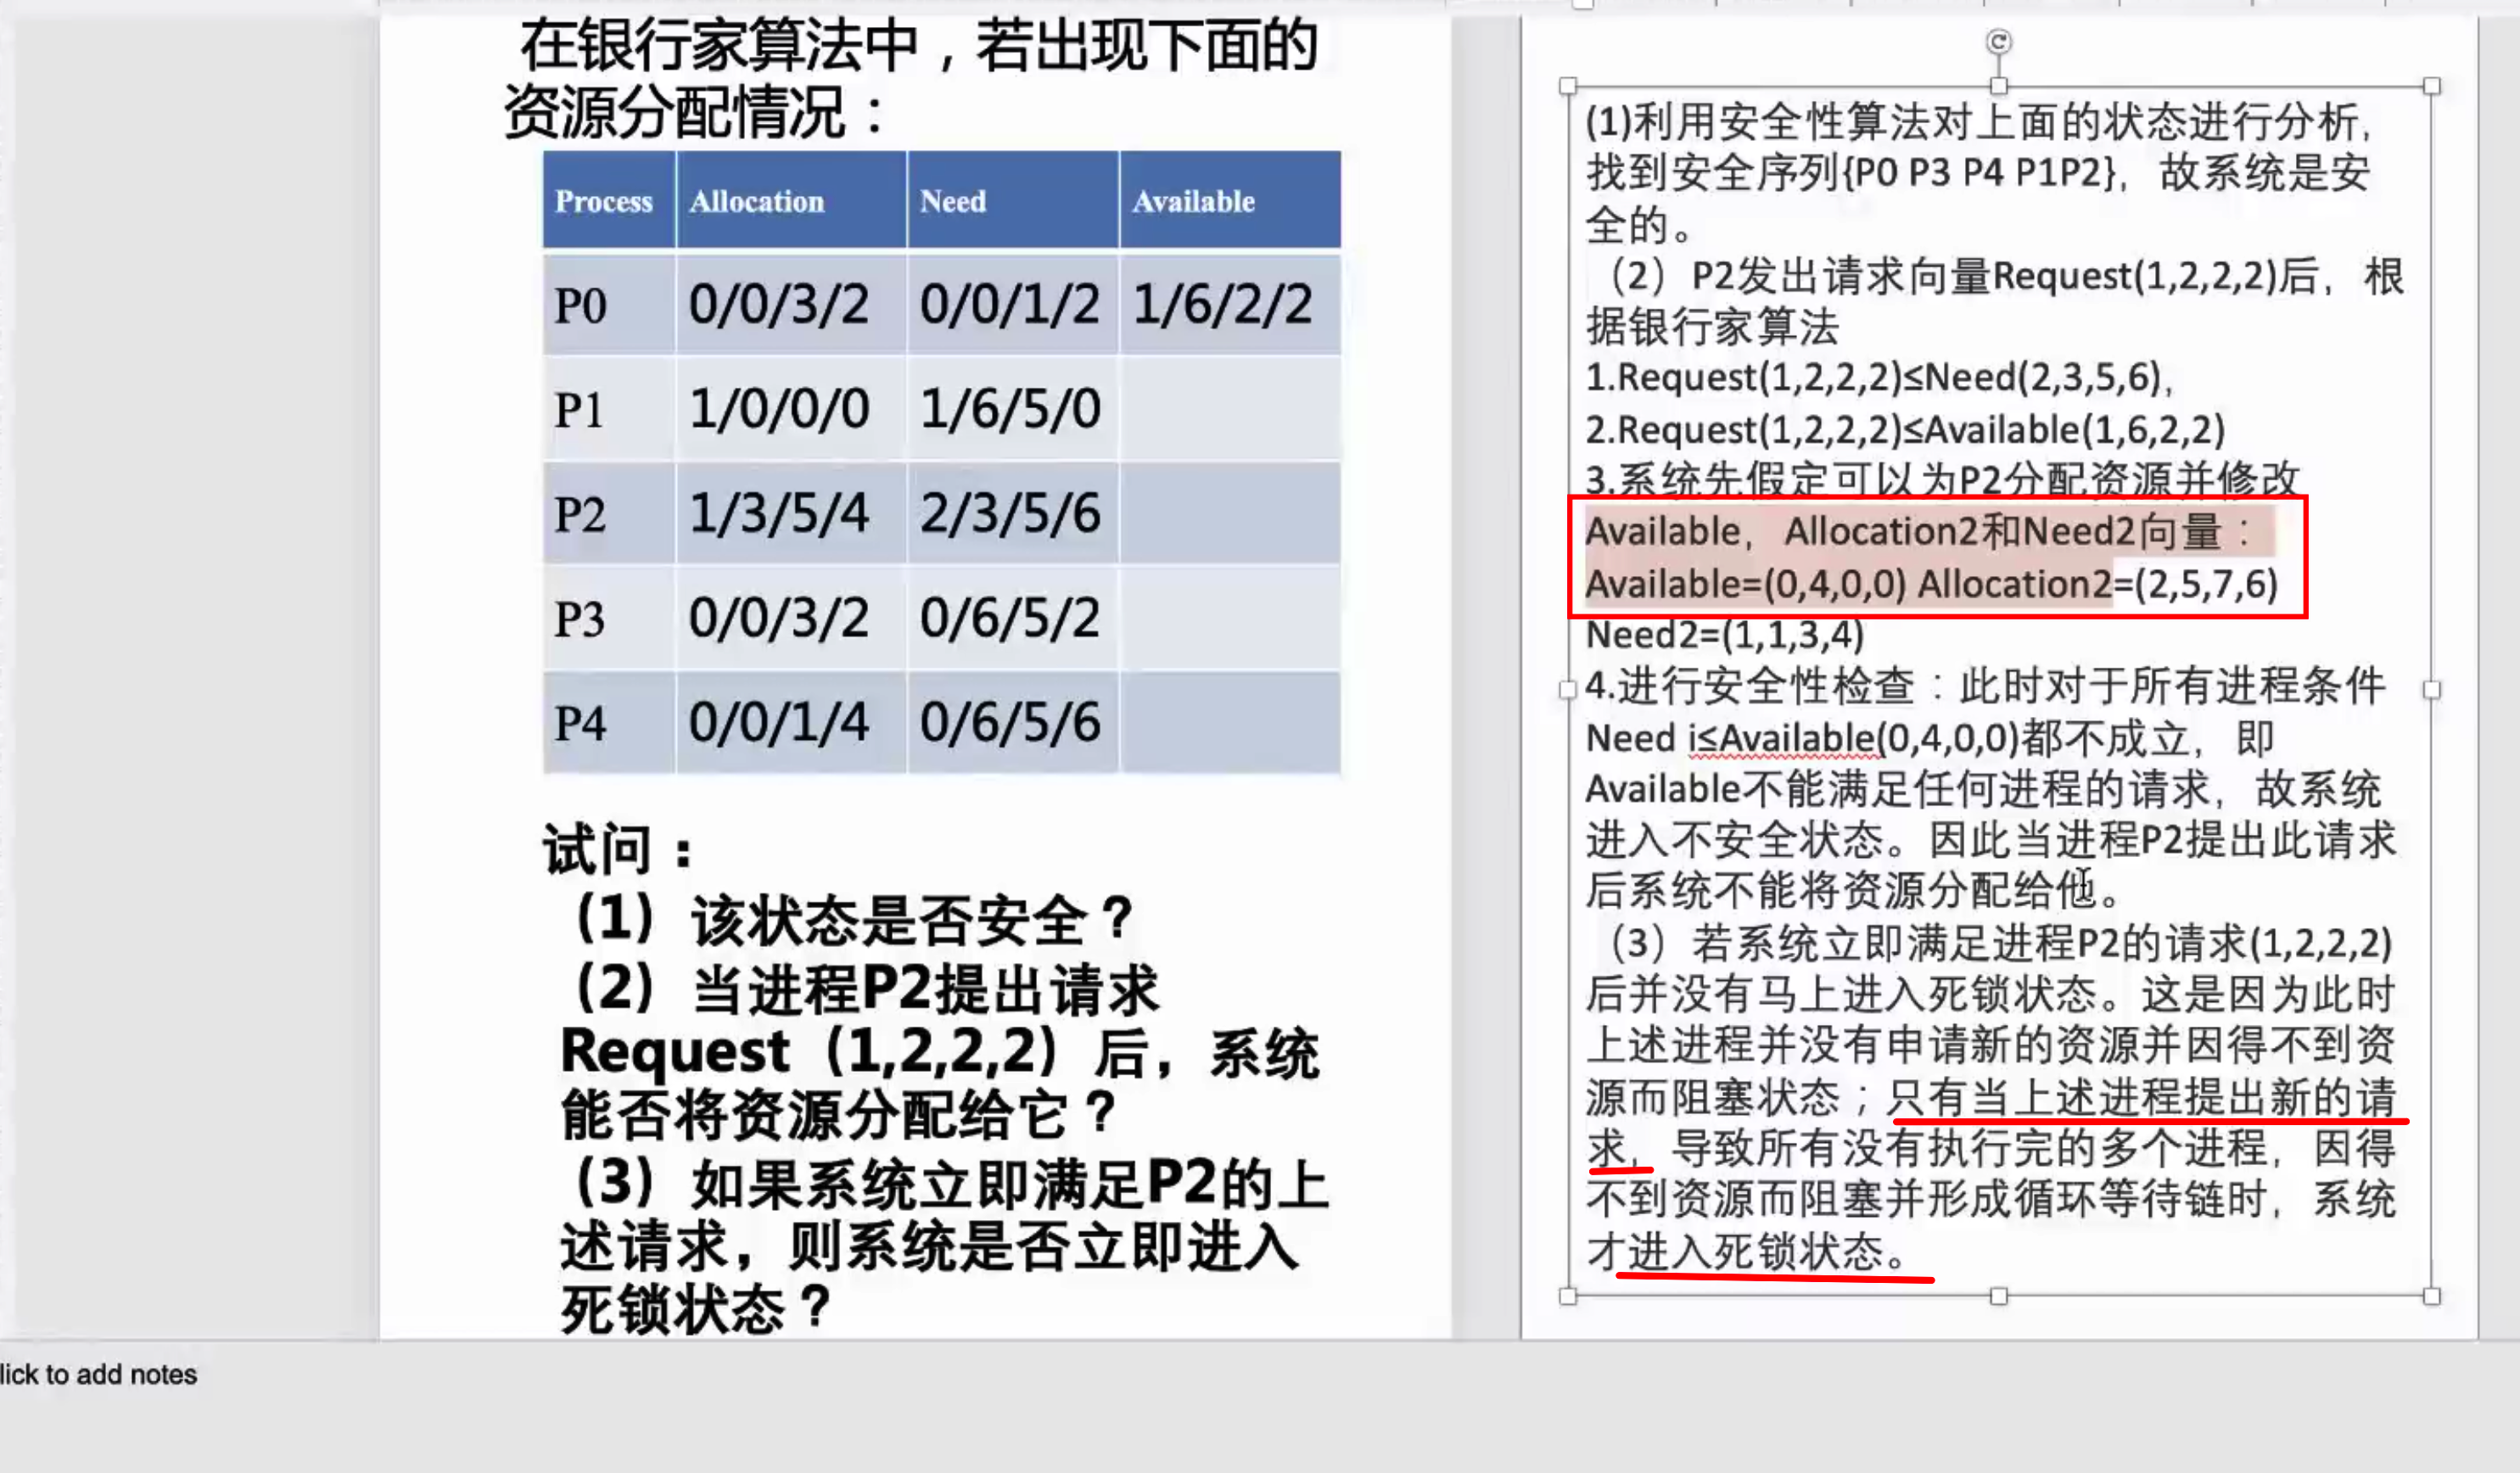 在银行家算法中，若出现下面的
资源分配情况：
Process Allocation Need Available
P0 0/0/3/2 0/0/1/2 1/6/2/2
P1 1/0/0/0 1/6/5/0
P2 1/3/5/4 2/3/5/6
P3 0/0/3/2 0/6/5/2
P4 0/0/1/4 0/6/5/6
试问：
(1) 该状态是否安全？
(2) 当进程P2提出请求
Request（1,2,2,2）后，系统
能否将资源分配给它？
(3) 如果系统立即满足P2的上
述请求，则系统是否立即进入
死锁状态？
(1)利用安全性算法对上面的状态进行分析，
找到安全序列{P0 P3 P4 P1P2}，故系统是安
全的。
（2）P2发出请求向量Request(1,2,2,2)后，根
据银行家算法
1.Request(1,2,2,2)≤Need(2,3,5,6)，
2.Request(1,2,2,2)≤Available(1,6,2,2)
3.系统先假定可以为P2分配资源并修改
Available，Allocation2和Need2向量：
Available=(0,4,0,0) Allocation2=(2,5,7,6)
Need2=(1,1,3,4)
4.进行安全性检查：此时对于所有进程条件
Need i≤Available(0,4,0,0)都不成立，即
Available不能满足任何进程的请求，故系统
进入不安全状态。因此当进程P2提出此请求
后系统不能将资源分配给他。
（3）若系统立即满足进程P2的请求(1,2,2,2)
后并没有马上进入死锁状态。这是因为此时
上述进程并没有申请新的资源并因得不到资
源而阻塞状态；只有当上述进程提出新的请
求，导致所有没有执行完的多个进程，因得
不到资源而阻塞并形成循环等待链时，系统
才进入死锁状态。
lick to add notes